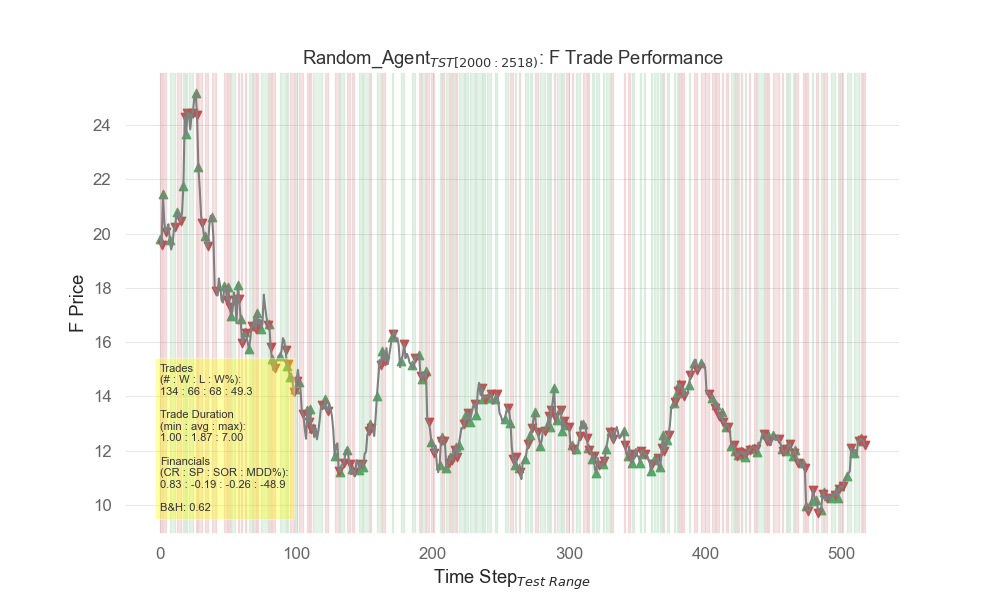 Random_Agent TST[2000 : 2518) : F Trade Performance
F Price
24
22
20
18
16
14
12
10
Trades
(# : W : L : W%):
134 : 66 : 68 : 49.3
Trade Duration
(min : avg : max):
1.00 : 1.87 : 7.00
Financials
(CR : SP : SOR : MDD%):
0.83 : -0.19 : -0.26 : -48.9
B&H: 0.62
0 100 200 300 400 500
Time Step Test Range